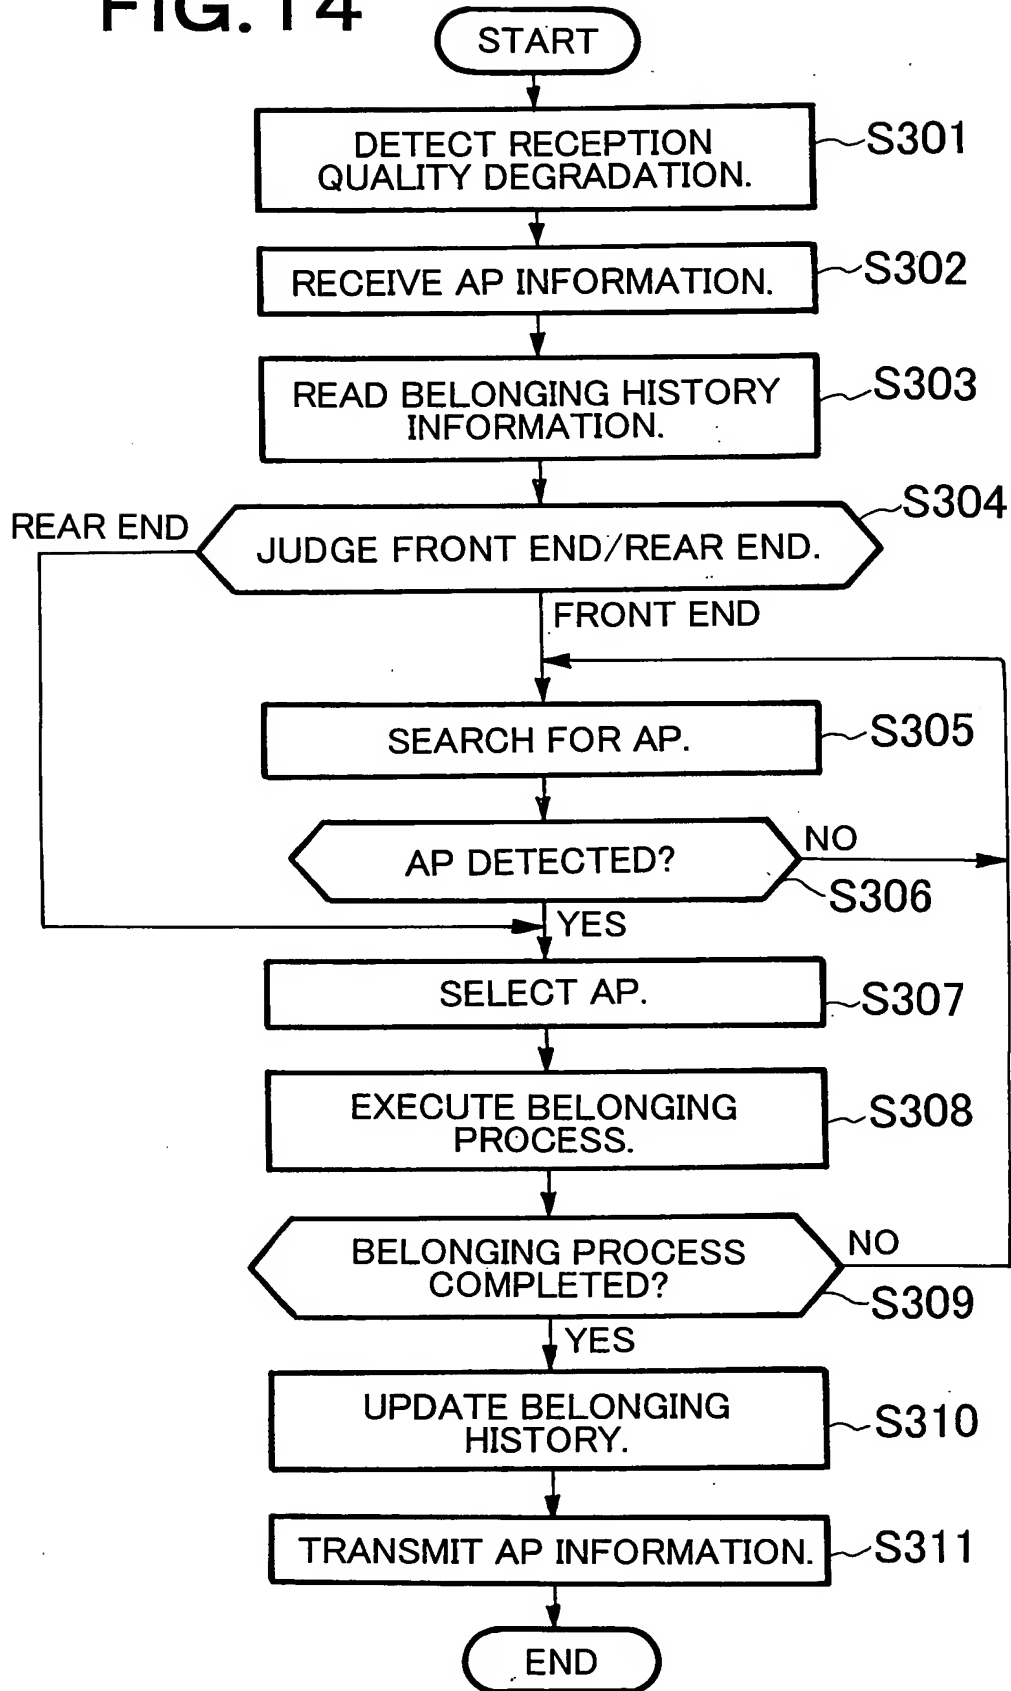 FIG. 14
START
DETECT RECEPTION
QUALITY DEGRADATION.
S301
RECEIVE AP INFORMATION.
S302
READ BELONGING HISTORY
INFORMATION.
S303
S304
REAR END
JUDGE FRONT END/REAR END.
FRONT END
SEARCH FOR AP.
S305
AP DETECTED?
NO
S306
YES
SELECT AP.
S307
EXECUTE BELONGING
PROCESS.
S308
BELONGING PROCESS
COMPLETED?
NO
S309
YES
UPDATE BELONGING
HISTORY.
S310
TRANSMIT AP INFORMATION.
S311
END